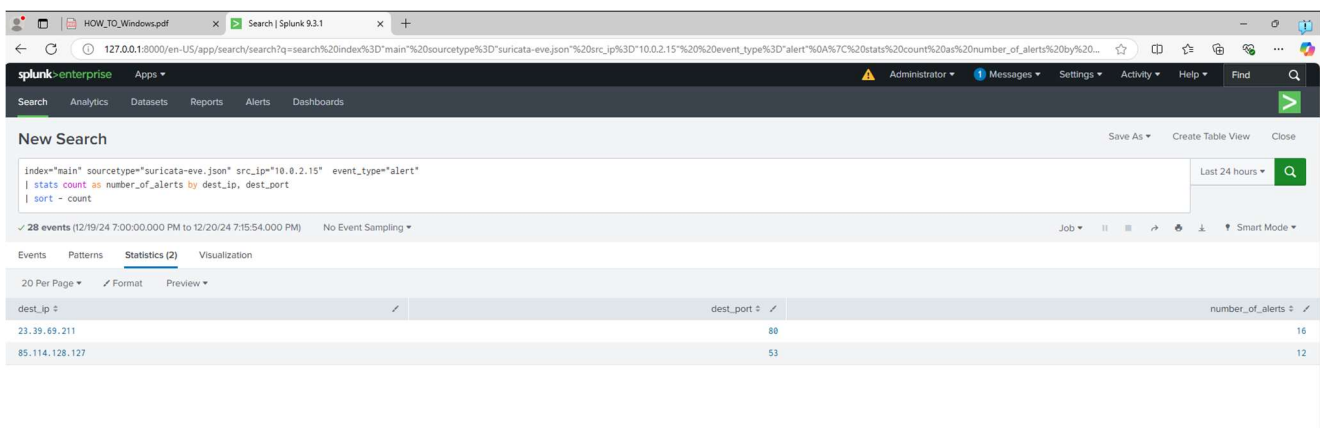 HOW_TO_Windows.pdf
Search | Splunk 9.3.1
127.0.0.1:8000/en-US/app/search/search?q=search%20index%3D"main"%20sourcetype%3D"suricata-eve.json"%20src_ip%3D"10.0.2.15"%20%20event_type%3D"alert"%0A%7C%20stats%20count%20as%20number_of_alerts%20by%20...
splunk>enterprise Apps Administrator 1 Messages Settings Activity Help Find
Search Analytics Datasets Reports Alerts Dashboards
New Search Save As Create Table View Close
index="main" sourcetype="suricata-eve.json" src_ip="10.0.2.15" event_type="alert" Last 24 hours
| stats count as number_of_alerts by dest_ip, dest_port
| sort - count
28 events (12/19/24 7:00:00.000 PM to 12/20/24 7:15:54.000 PM) No Event Sampling Job Smart Mode
Events Patterns Statistics (2) Visualization
20 Per Page Format Preview
dest_ip dest_port number_of_alerts
23.39.69.211 80 16
85.114.128.127 53 12